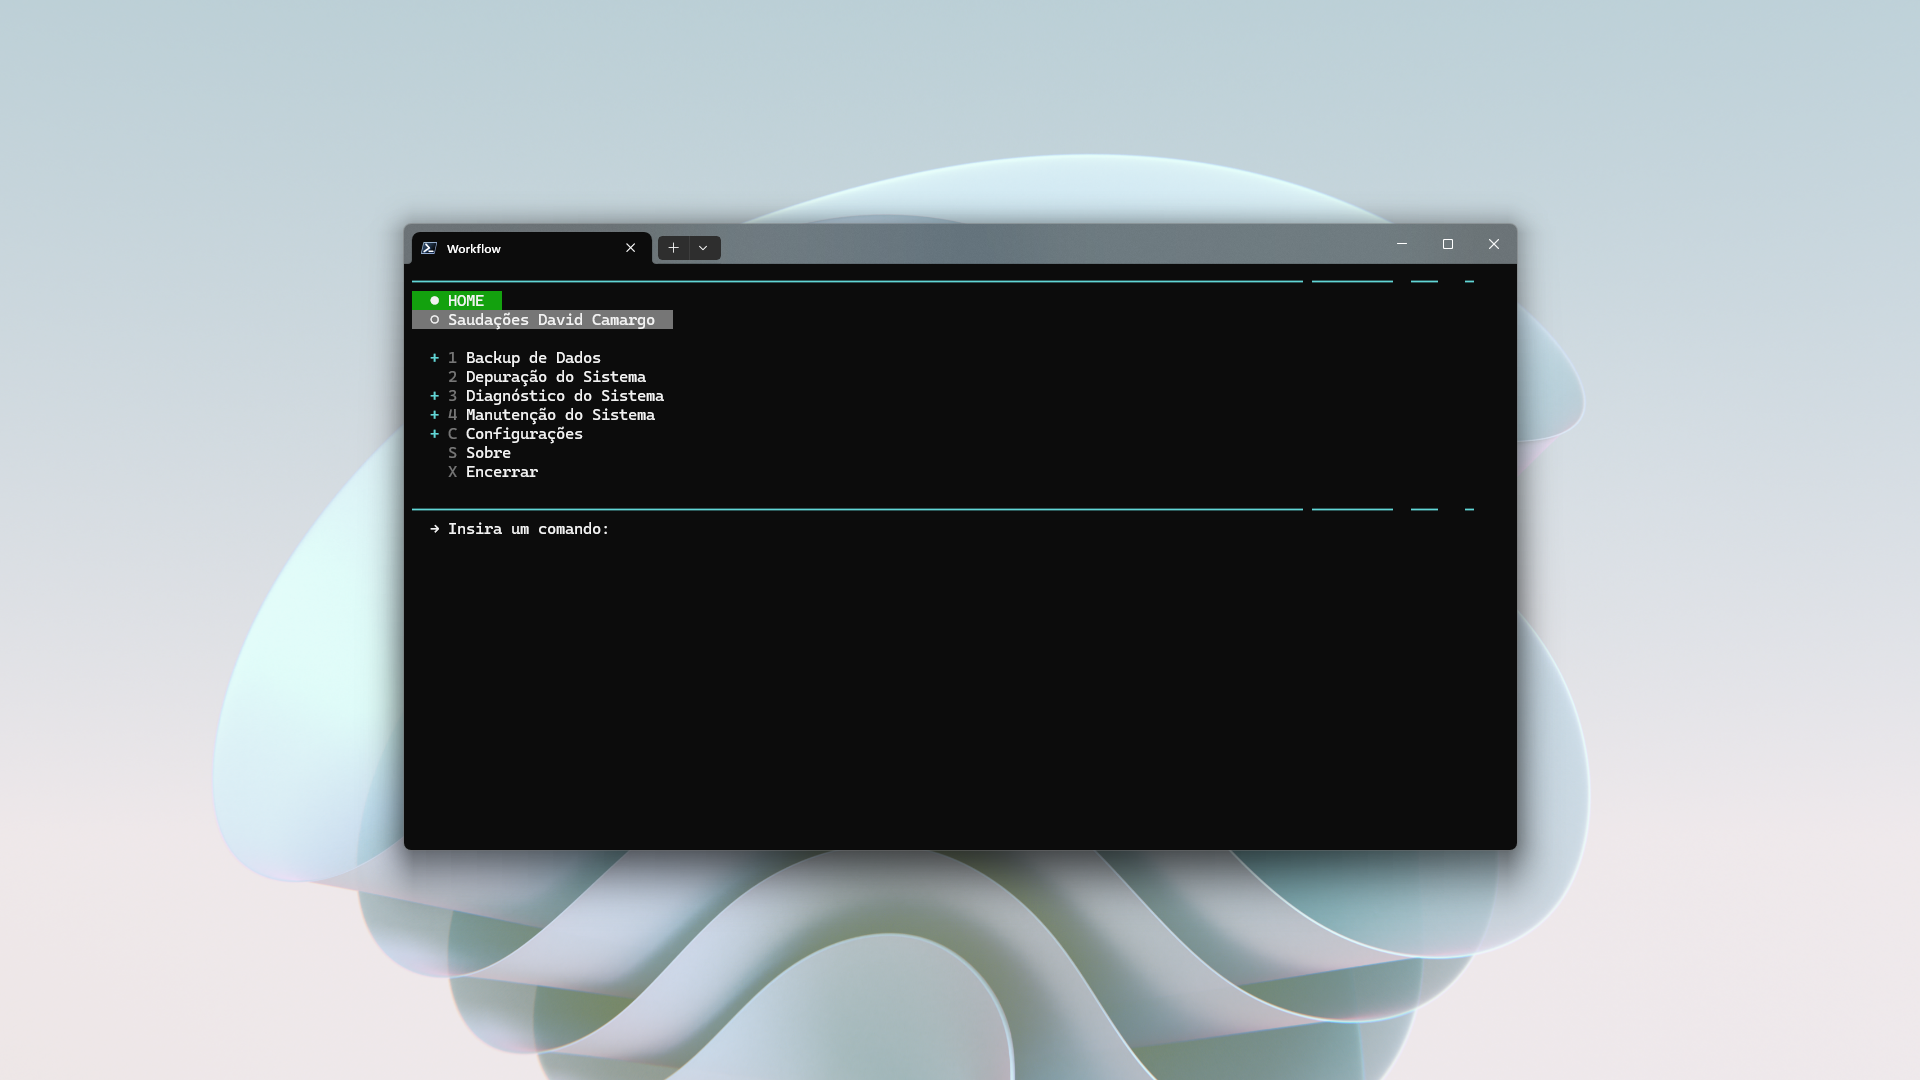 Workflow
● HOME
○ Saudações David Camargo
+ 1 Backup de Dados
2 Depuração do Sistema
+ 3 Diagnóstico do Sistema
+ 4 Manutenção do Sistema
+ C Configurações
S Sobre
X Encerrar
→ Insira um comando: